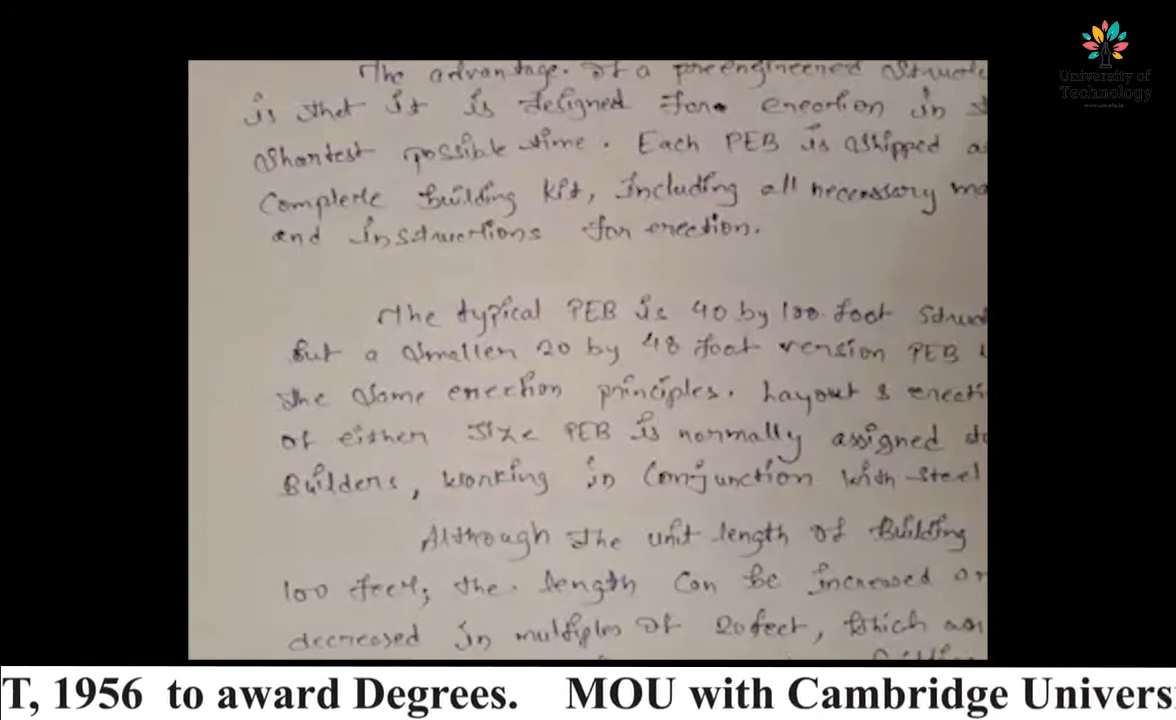 University of
Technology
The advantage of a preengineered Struct
is that it is designed for erection in
Shortest possible time. Each PEB is shipped a
Complete Building Kit, Including all necessary ma
and instructions for erection.
The typical PEB is 40 by 100 foot Struc
But a smaller 20 by 48 foot version PEB
the same erection principles. Layout & erecti
of either size PEB is normally assigned to
Builders, working in Conjunction with steel
Although the unit length of Building
100 feet, the length can be increased or
decreased in multiples of 20 feet, which are
T, 1956 to award Degrees. MOU with Cambridge Univers